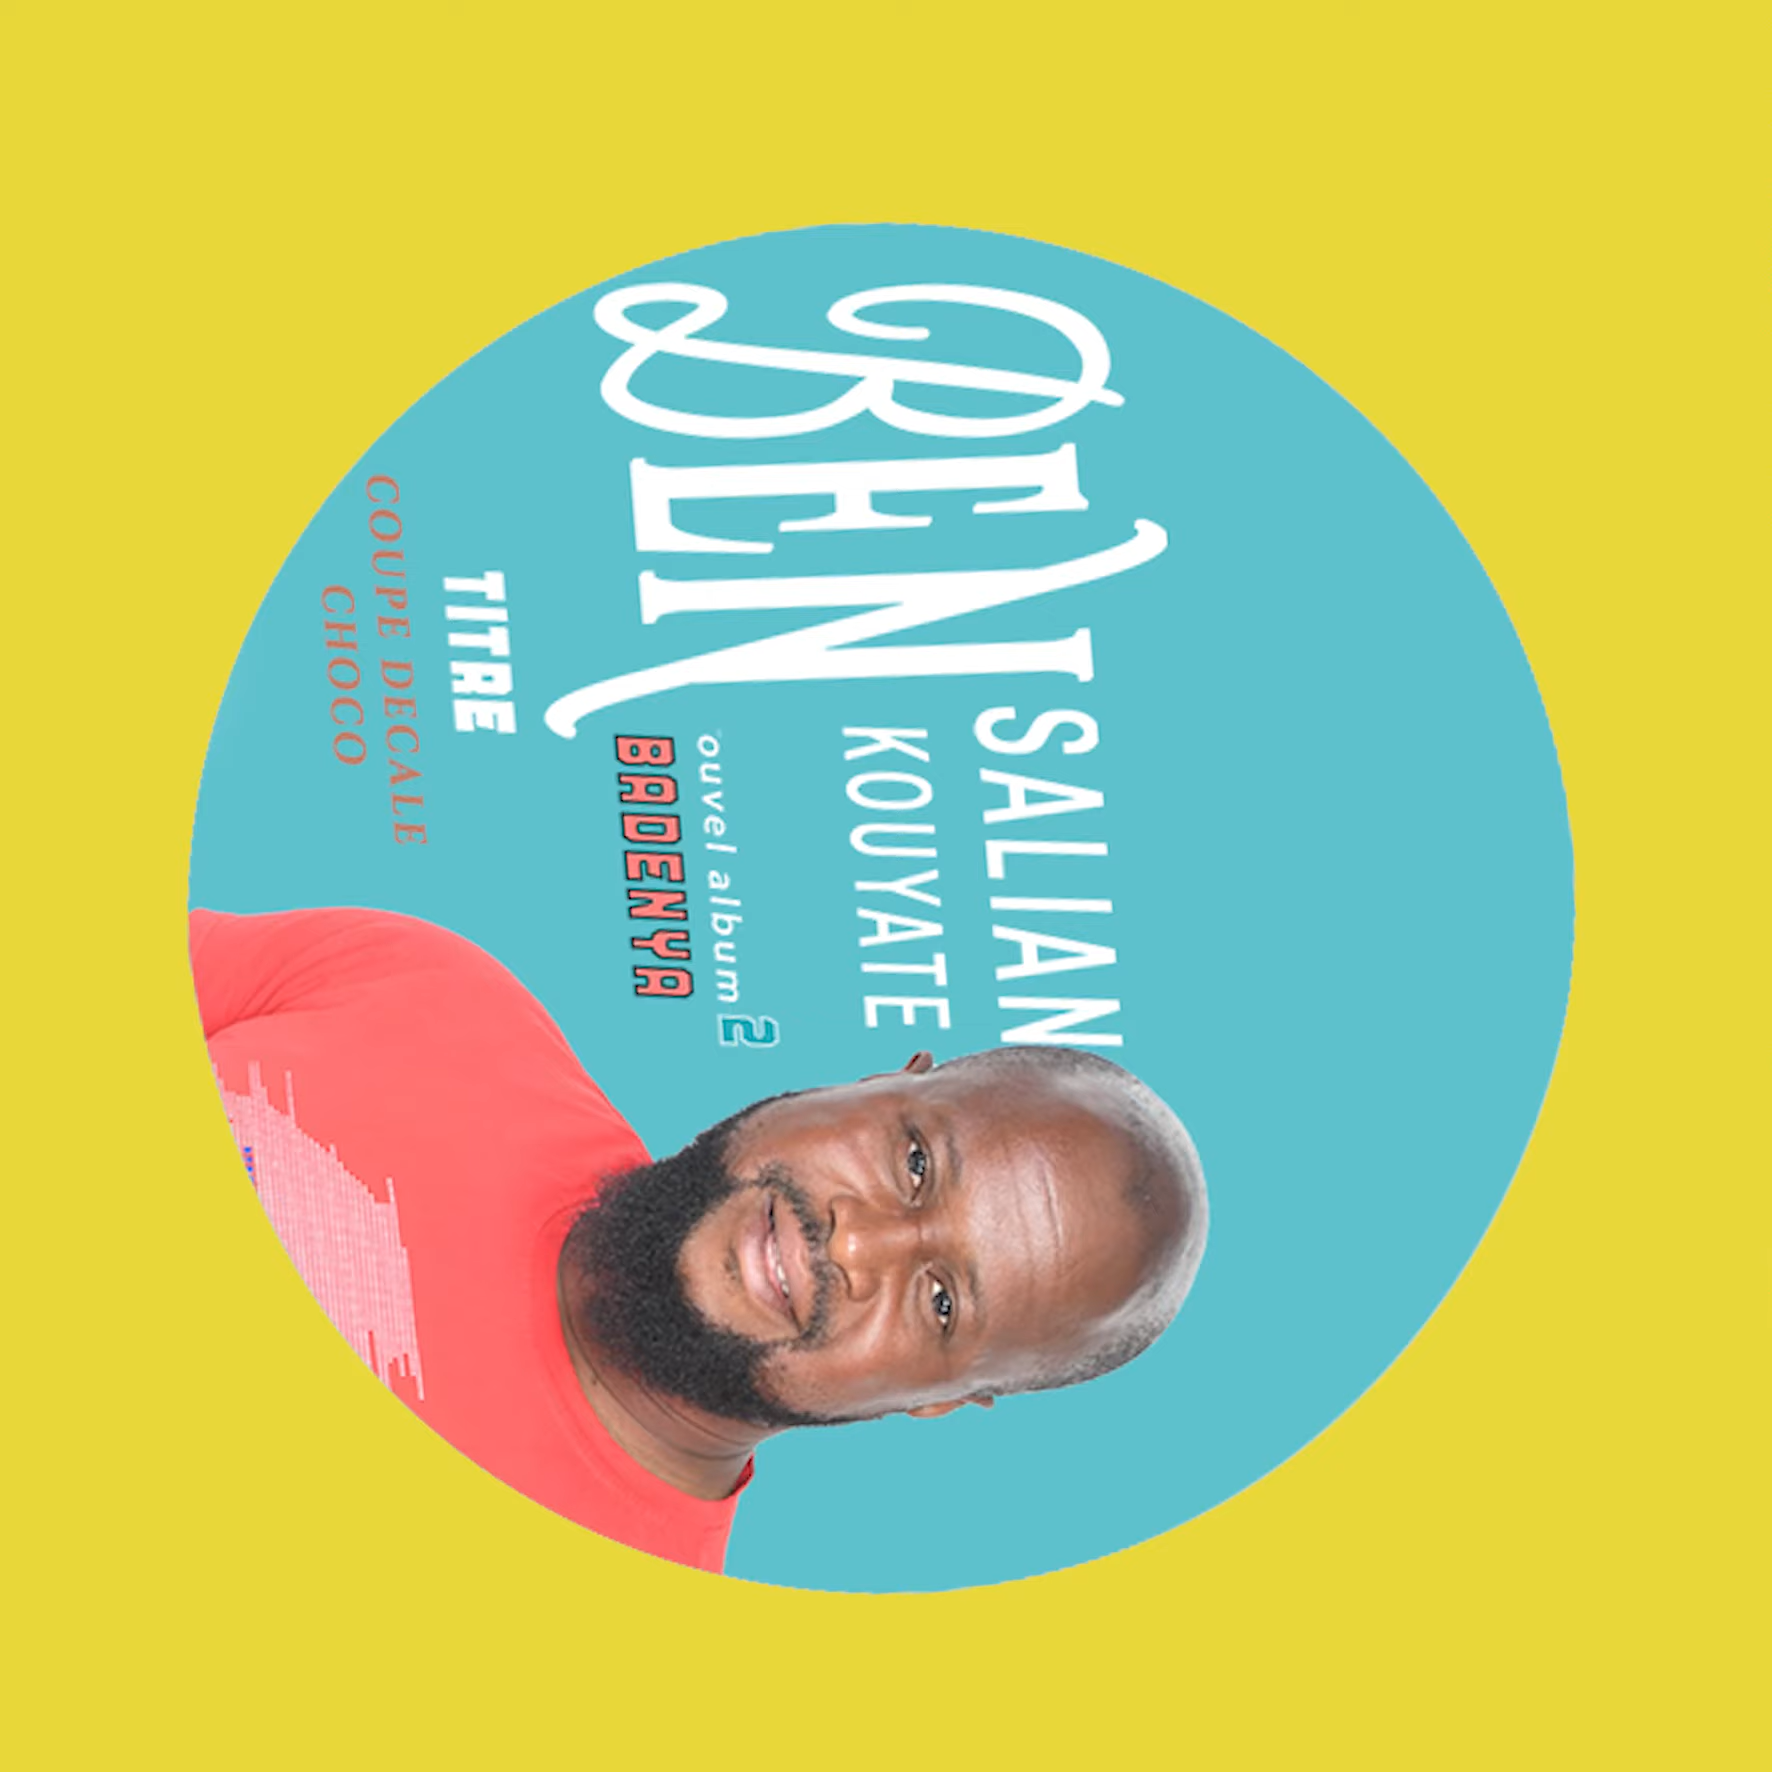 BEN SALIAN
KOUYATE
ouvel album 2
BADENYA
TITRE
COUPE DECALE
CHOCO